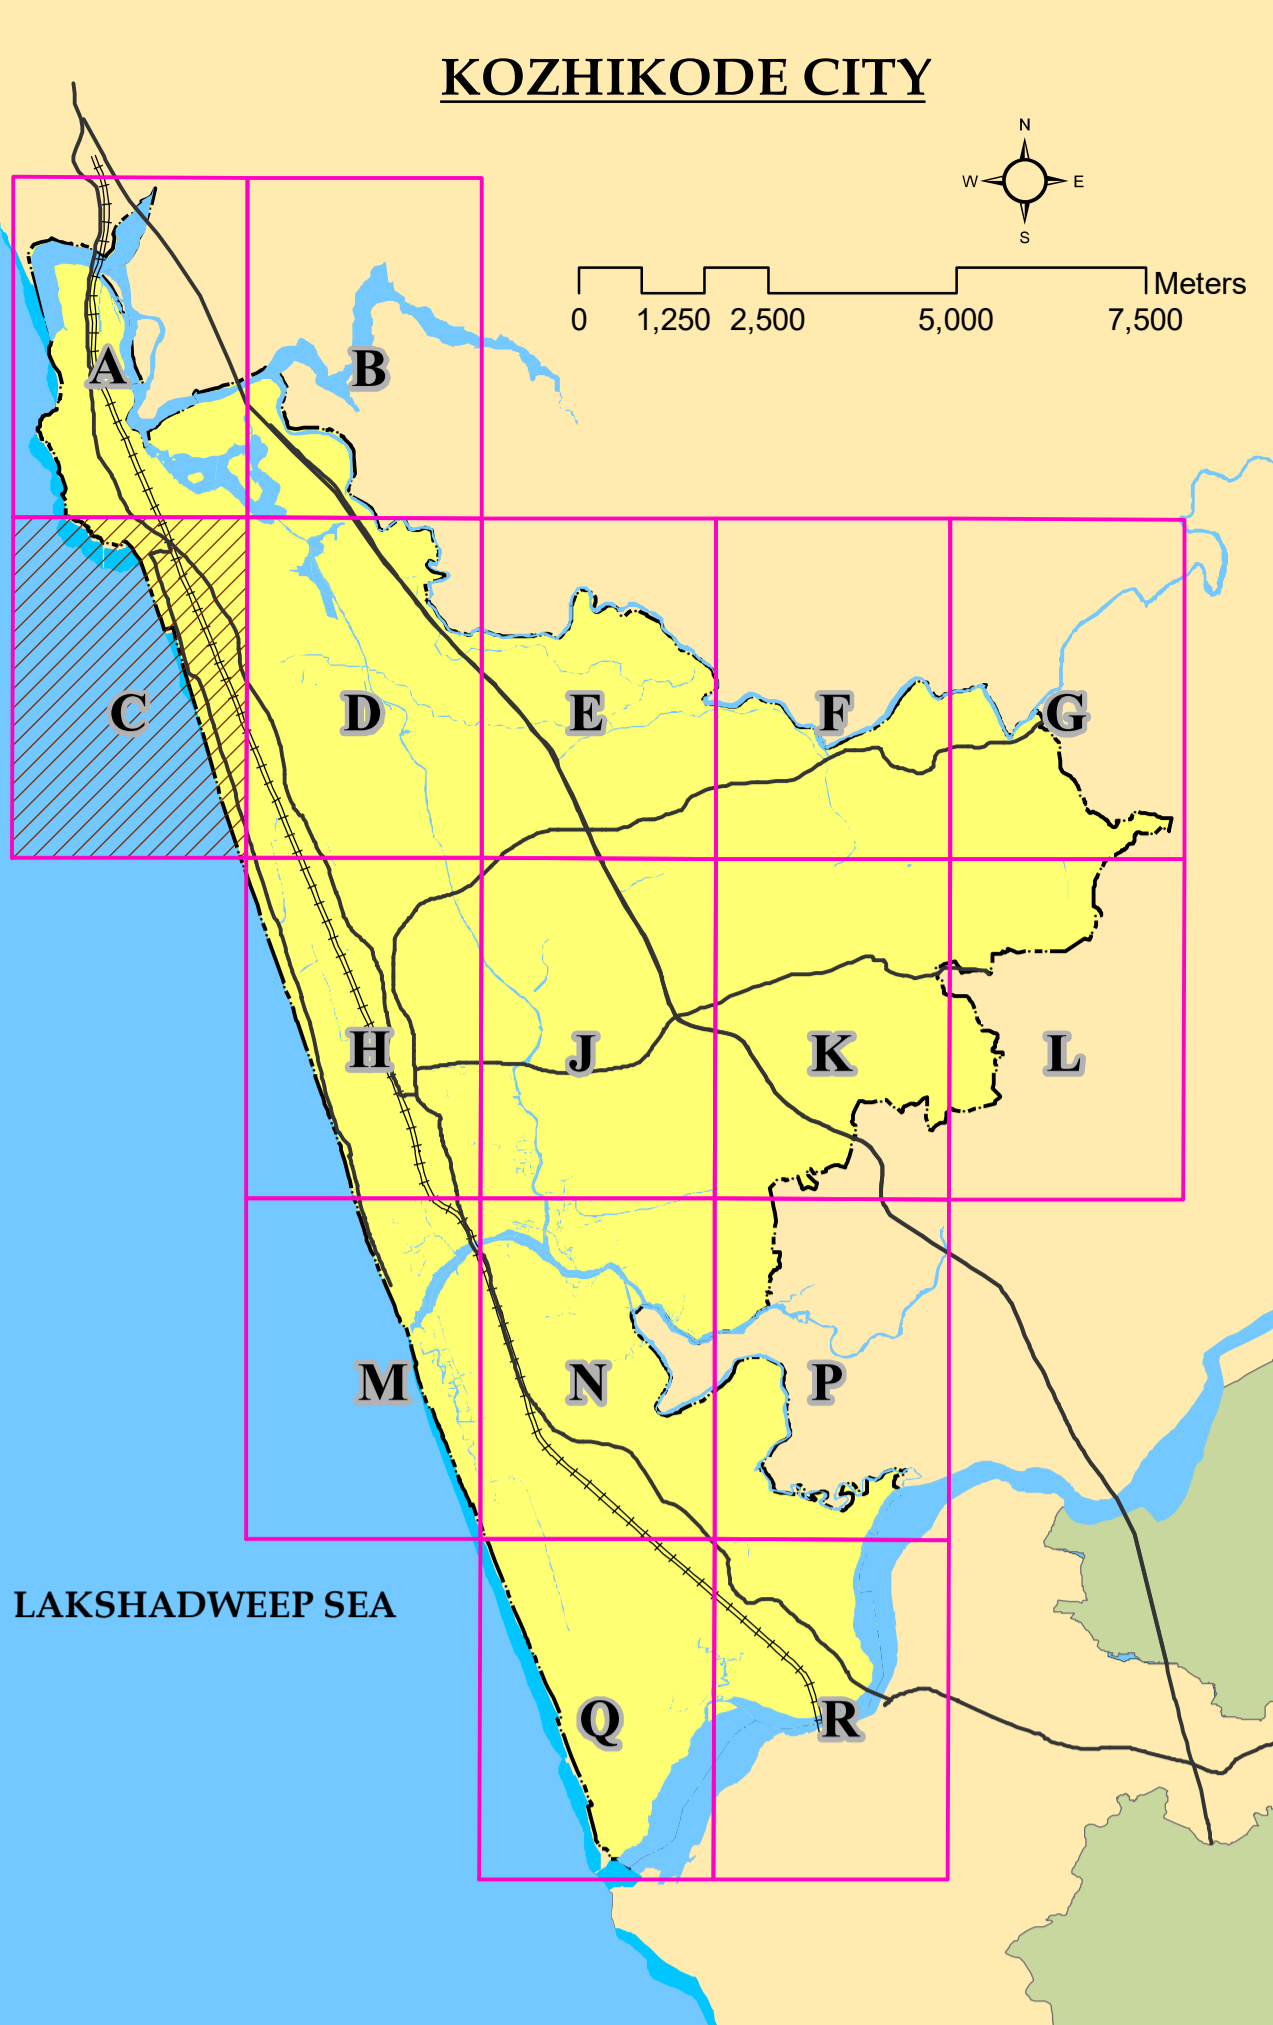 KOZHIKODE CITY
N
W E
S
Meters
0 1,250 2,500 5,000 7,500
A
B
C
D
E
F
G
H
J
K
L
M
N
P
LAKSHADWEEP SEA
Q
R